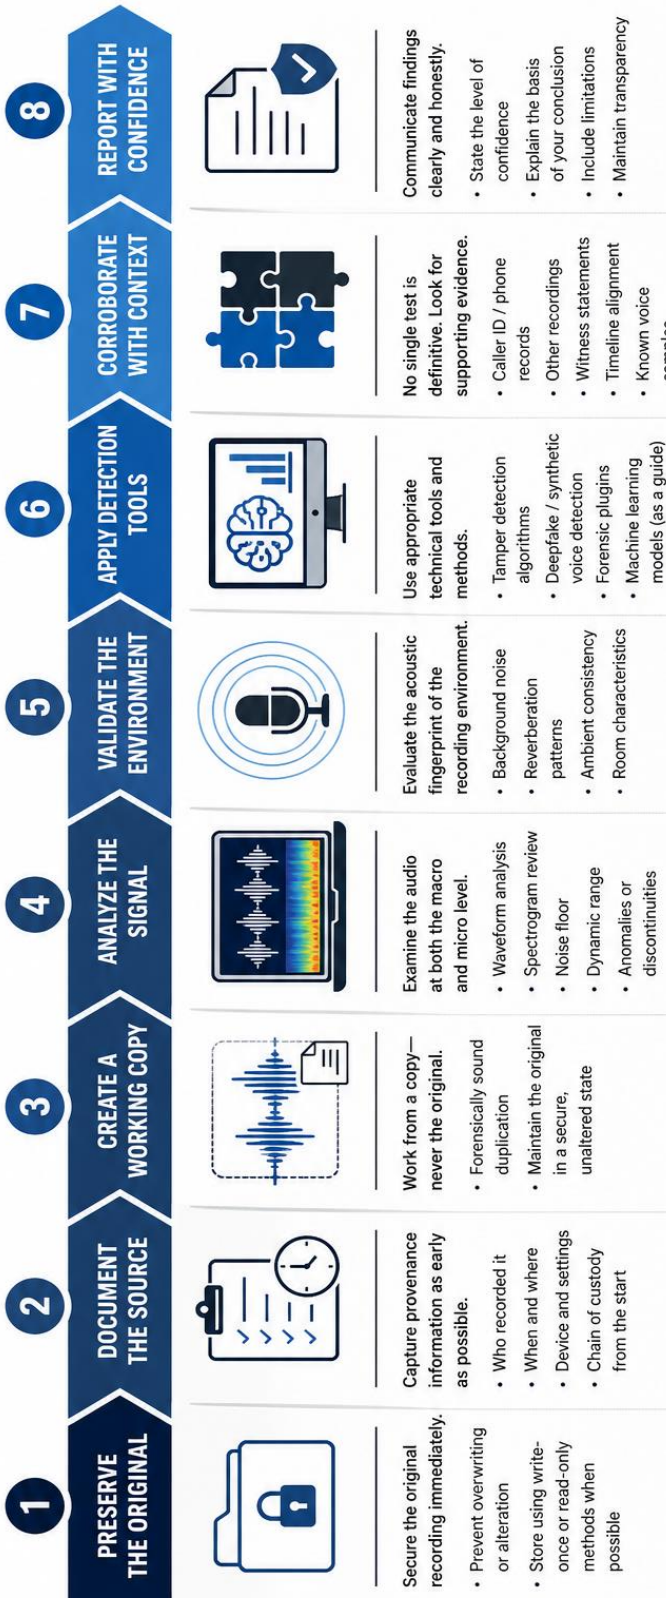 1
PRESERVE
THE ORIGINAL
Secure the original
recording immediately.
• Prevent overwriting
or alteration
• Store using write-
once or read-only
methods when
possible
2
DOCUMENT
THE SOURCE
Capture provenance
information as early
as possible.
• Who recorded it
• When and where
• Device and settings
• Chain of custody
from the start
3
CREATE A
WORKING COPY
Work from a copy—
never the original.
• Forensically sound
duplication
• Maintain the original
in a secure,
unaltered state
4
ANALYZE THE
SIGNAL
Examine the audio
at both the macro
and micro level.
• Waveform analysis
• Spectrogram review
• Noise floor
• Dynamic range
• Anomalies or
discontinuities
5
VALIDATE THE
ENVIRONMENT
Evaluate the acoustic
fingerprint of the
recording environment.
• Background noise
• Reverberation
patterns
• Ambient consistency
• Room characteristics
6
APPLY DETECTION
TOOLS
Use appropriate
technical tools and
methods.
• Tamper detection
algorithms
• Deepfake / synthetic
voice detection
• Forensic plugins
• Machine learning
models (as a guide)
7
CORROBORATE
WITH CONTEXT
No single test is
definitive. Look for
supporting evidence.
• Caller ID / phone
records
• Other recordings
• Witness statements
• Timeline alignment
• Known voice
8
REPORT WITH
CONFIDENCE
Communicate findings
clearly and honestly.
• State the level of
confidence
• Explain the basis
of your conclusion
• Include limitations
• Maintain transparency